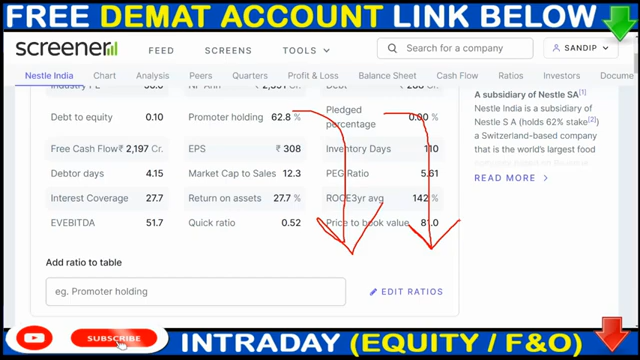 FREE DEMAT ACCOUNT LINK BELOW
screener FEED SCREENS TOOLS Search for a company SANDIP
Nestle India Chart Analysis Peers Quarters Profit & Loss Balance Sheet Cash Flow Ratios Investors Docume
Debt to equity 0.10 Promoter holding 62.8 % Pledged percentage 0.00 %
Free Cash Flow ₹ 2,197 Cr. EPS ₹ 308 Inventory Days 110
Debtor days 4.15 Market Cap to Sales 12.3 PEG Ratio 5.61
Interest Coverage 27.7 Return on assets 27.7 % ROCE3yr avg 142 %
EVEBITDA 51.7 Quick ratio 0.52 Price to book value 81.0
Add ratio to table
eg. Promoter holding EDIT RATIOS
A subsidiary of Nestle SA[1]
Nestle India is a subsidiary of
Nestle S A (holds 62% stake[2])
a Switzerland-based company
that is the world's largest food
READ MORE
SUBSCRIBE INTRADAY (EQUITY / F&O)